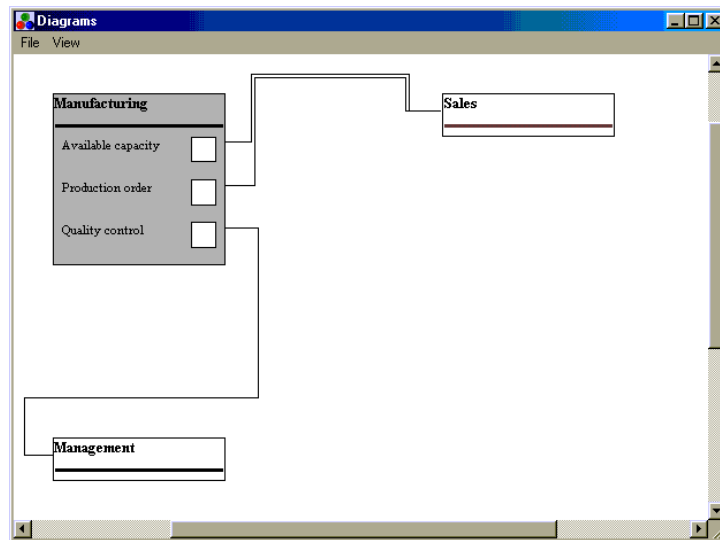 Diagrams
File View
Manufacturing
Available capacity
Production order
Quality control
Sales
Management